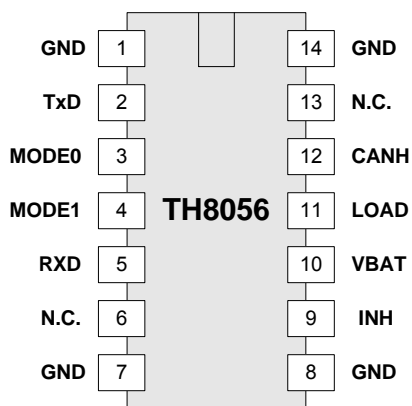 GND 1 14 GND
TxD 2 13 N.C.
MODE0 3 12 CANH
MODE1 4 TH8056 11 LOAD
RXD 5 10 VBAT
N.C. 6 9 INH
GND 7 8 GND